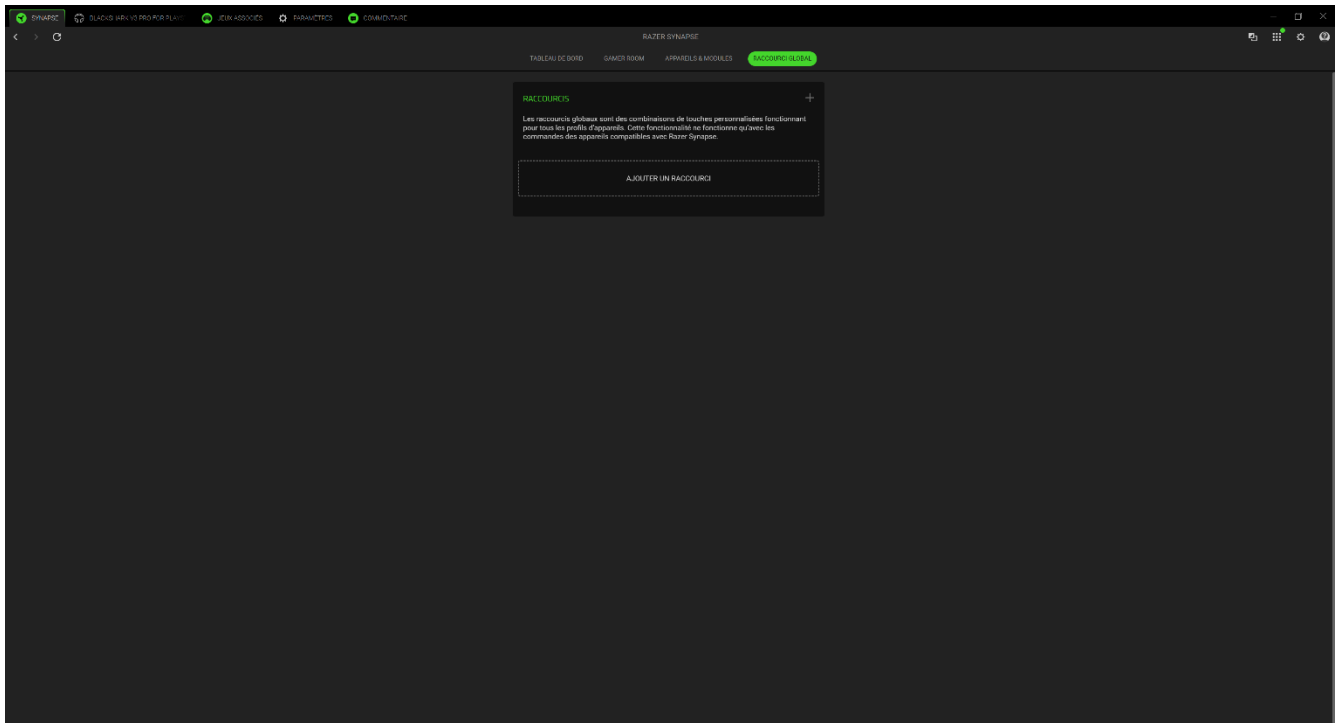 SYNAPSE
BLACKSHARK V3 PRO FOR PLAYS
JEUX ASSOCIÉS
PARAMÈTRES
COMMENTAIRE
RAZER SYNAPSE
TABLEAU DE BORD
GAMER ROOM
APPAREILS & MODULES
RACCOURCI GLOBAL
RACCOURCIS
Les raccourcis globaux sont des combinaisons de touches personnalisées fonctionnant
pour tous les profils d'appareils. Cette fonctionnalité ne fonctionne qu'avec les
commandes des appareils compatibles avec Razer Synapse.
AJOUTER UN RACCOURCI